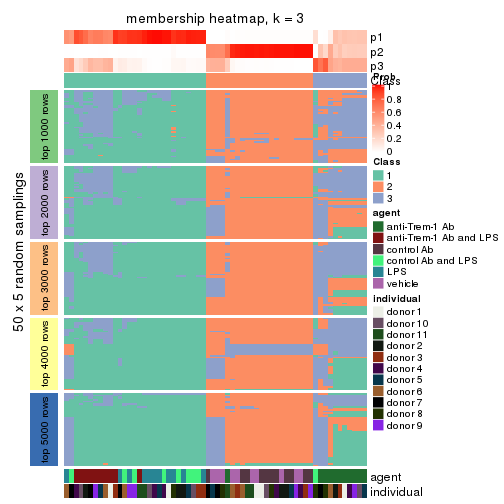 membership heatmap, k = 3
p1
p2
p3
Prob
Class
0.8
0.6
0.4
0.2
0
50 x 5 random samplings
top 1000 rows
top 2000 rows
top 3000 rows
top 4000 rows
top 5000 rows
Class
1
2
3
agent
anti-Trem-1 Ab
anti-Trem-1 Ab and LPS
control Ab
control Ab and LPS
LPS
vehicle
individual
donor 1
donor 10
donor 11
donor 2
donor 3
donor 4
donor 5
donor 6
donor 7
donor 8
donor 9
agent
individual